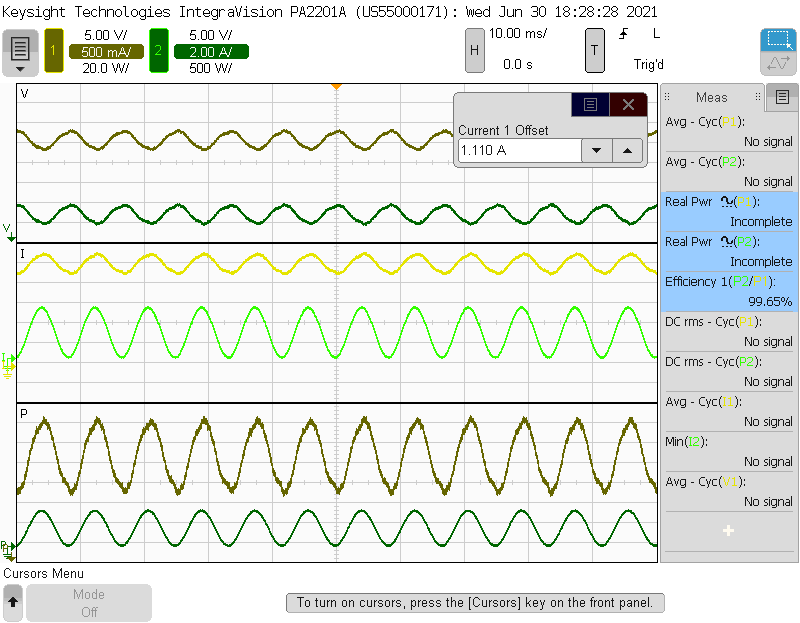 Keysight Technologies IntegraVision PA2201A (US55000171): Wed Jun 30 18:28:28 2021
1
5.00 V/
500 mA/
20.0 W/
2
5.00 V/
2.00 A/
500 W/
H
10.00 ms/
0.0 s
T
L
Trig'd
V
Current 1 Offset
1.110 A
I
P
Meas
Avg - Cyc(P1):
No signal
Avg - Cyc(P2):
No signal
Real Pwr (P1):
Incomplete
Real Pwr (P2):
Incomplete
Efficiency 1(P2/P1):
99.65%
DC rms - Cyc(P1):
No signal
DC rms - Cyc(P2):
No signal
Avg - Cyc(I1):
No signal
Min(I2):
No signal
Avg - Cyc(V1):
No signal
Cursors Menu
Mode
Off
To turn on cursors, press the [Cursors] key on the front panel.